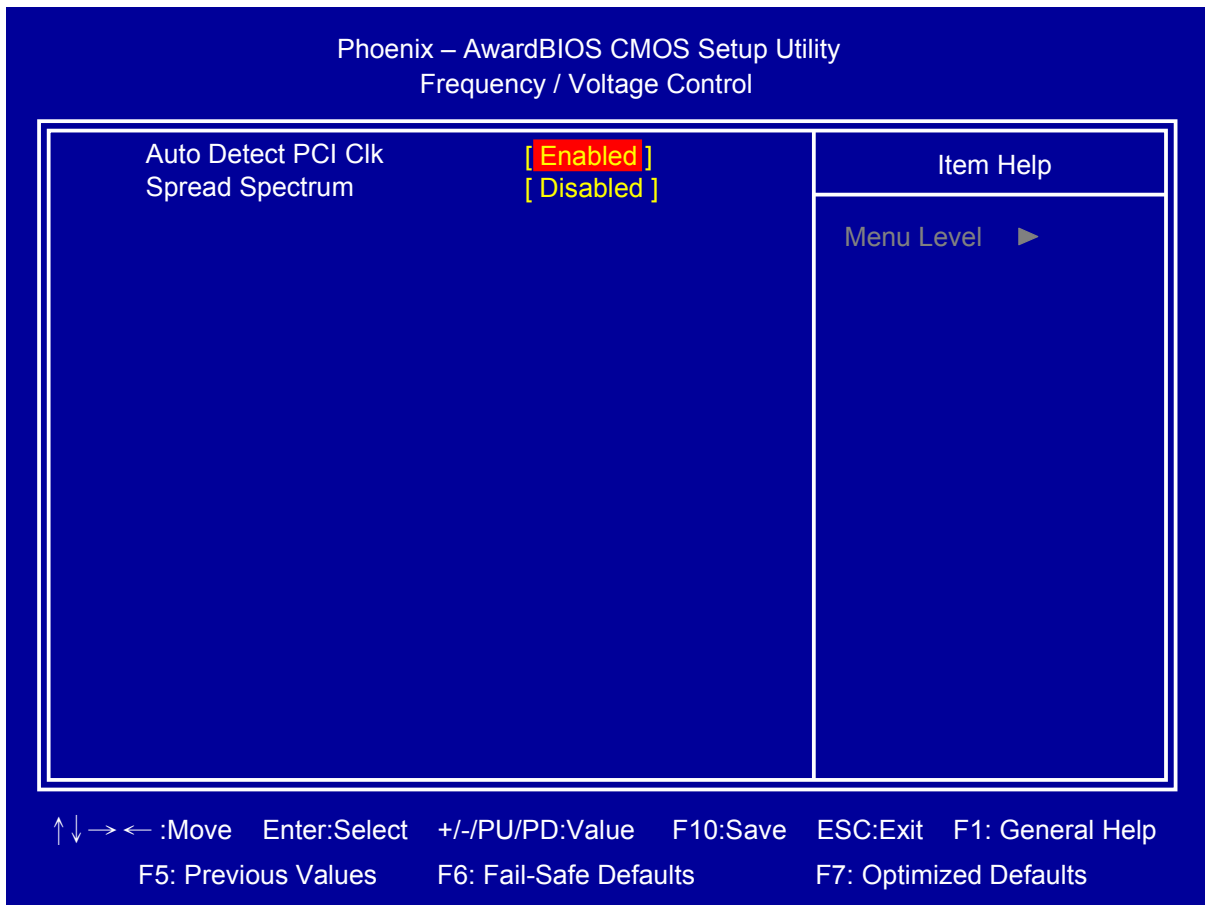 Phoenix – AwardBIOS CMOS Setup Utility
Frequency / Voltage Control
Auto Detect PCI Clk [ Enabled ]
Spread Spectrum [ Disabled ]
Item Help
Menu Level ►
↑↓→← :Move Enter:Select +/-/PU/PD:Value F10:Save ESC:Exit F1: General Help
F5: Previous Values F6: Fail-Safe Defaults F7: Optimized Defaults